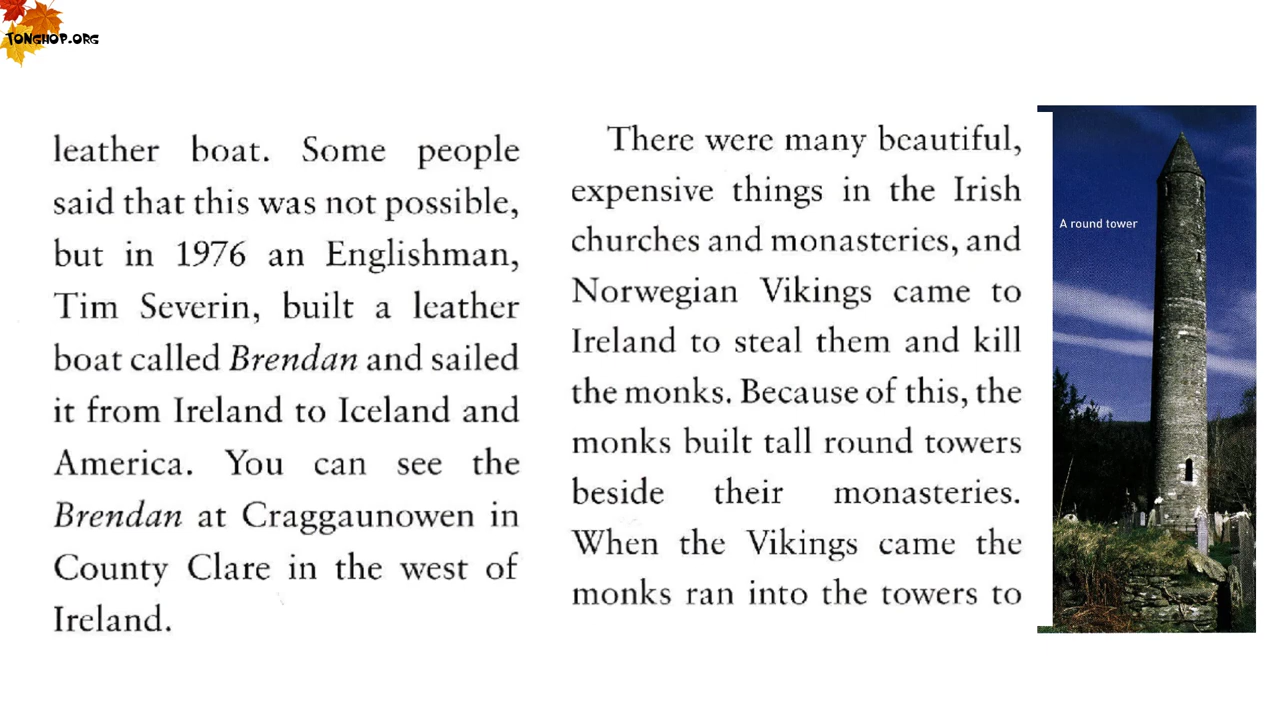 TONGHOP.ORG
leather boat. Some people
said that this was not possible,
but in 1976 an Englishman,
Tim Severin, built a leather
boat called Brendan and sailed
it from Ireland to Iceland and
America. You can see the
Brendan at Craggaunowen in
County Clare in the west of
Ireland.
There were many beautiful,
expensive things in the Irish
churches and monasteries, and
Norwegian Vikings came to
Ireland to steal them and kill
the monks. Because of this, the
monks built tall round towers
beside their monasteries.
When the Vikings came the
monks ran into the towers to
A round tower